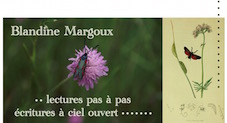 Blandine Margoux
•• lectures pas à pas
écritures à ciel ouvert •••••••